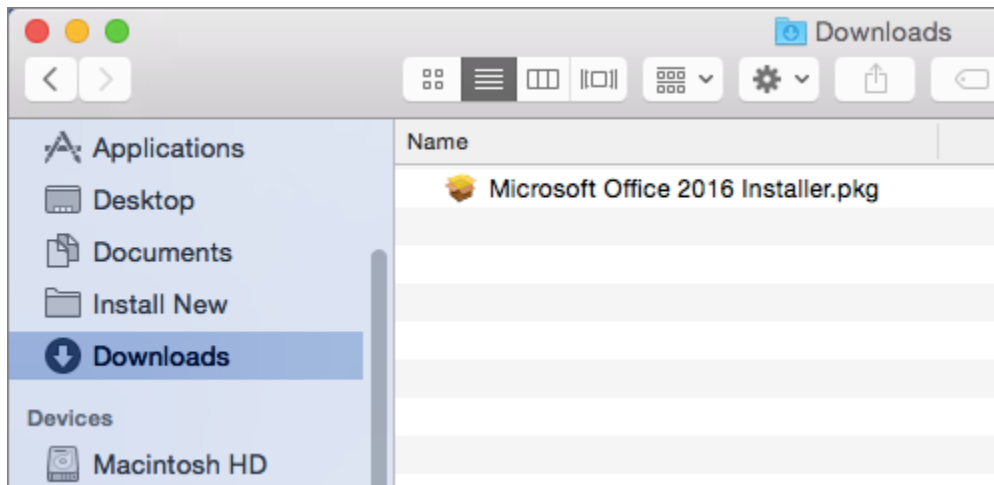 Downloads
Name
Applications
Desktop
Documents
Install New
Downloads
Devices
Macintosh HD
Microsoft Office 2016 Installer.pkg